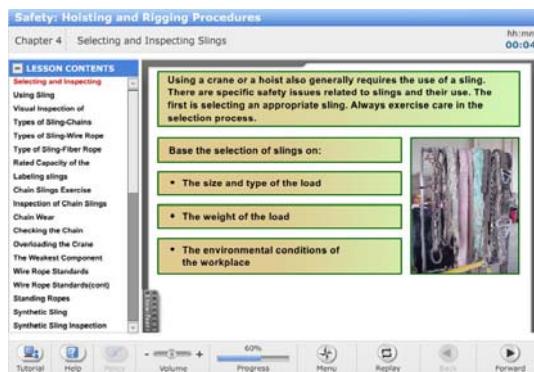 Safety: Hoisting and Rigging Procedures
Chapter 4 Selecting and Inspecting Slings
hh:mm
00:04
LESSON CONTENTS
Selecting and Inspecting
Using Sling
Visual Inspection of
Types of Sling-Chains
Types of Sling-Wire Rope
Type of Sling-Fiber Rope
Rated Capacity of the
Labeling slings
Chain Slings Exercise
Inspection of Chain Slings
Chain Wear
Checking the Chain
Overloading the Crane
The Weakest Component
Wire Rope Standards
Wire Rope Standards(cont)
Standing Ropes
Synthetic Sling
Synthetic Sling Inspection
Using a crane or a hoist also generally requires the use of a sling.
There are specific safety issues related to slings and their use. The
first is selecting an appropriate sling. Always exercise care in the
selection process.
Base the selection of slings on:
• The size and type of the load
• The weight of the load
• The environmental conditions of
the workplace
Tutorial
Help
Policy
- +
Volume
60%
Progress
Menu
Replay
Back
Forward